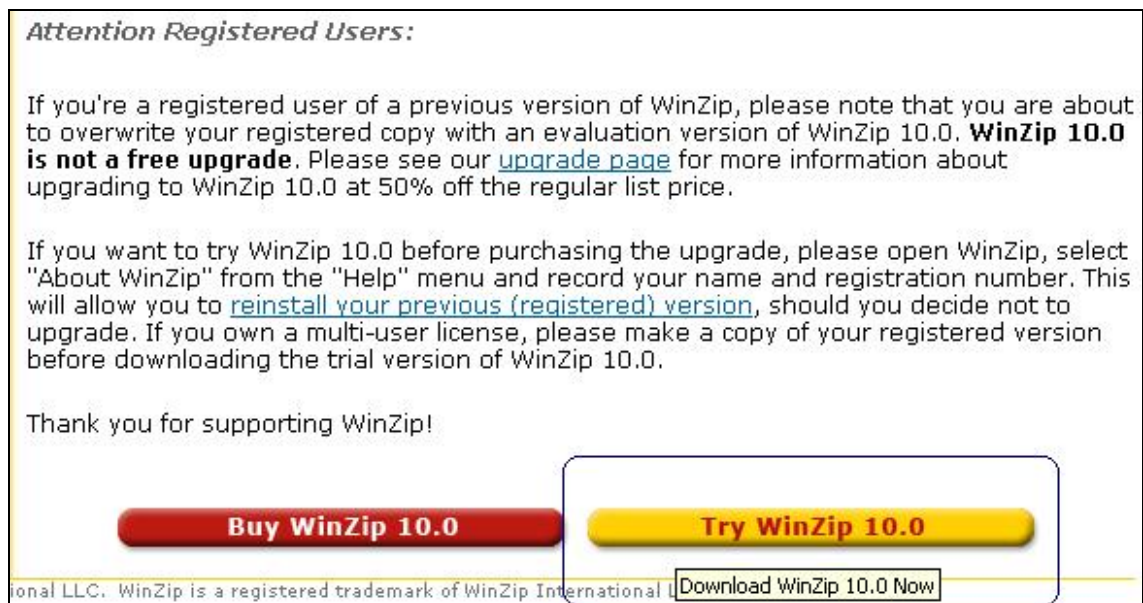 Attention Registered Users:
If you're a registered user of a previous version of WinZip, please note that you are about
to overwrite your registered copy with an evaluation version of WinZip 10.0. WinZip 10.0
is not a free upgrade. Please see our upgrade page for more information about
upgrading to WinZip 10.0 at 50% off the regular list price.
If you want to try WinZip 10.0 before purchasing the upgrade, please open WinZip, select
"About WinZip" from the "Help" menu and record your name and registration number. This
will allow you to reinstall your previous (registered) version, should you decide not to
upgrade. If you own a multi-user license, please make a copy of your registered version
before downloading the trial version of WinZip 10.0.
Thank you for supporting WinZip!
Buy WinZip 10.0 Try WinZip 10.0
ional LLC. WinZip is a registered trademark of WinZip International
Download WinZip 10.0 Now